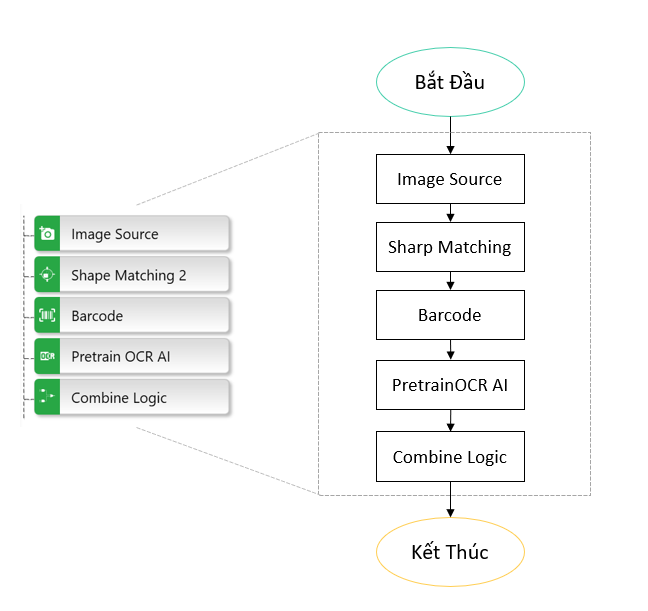 Bắt Đầu
Image Source
Sharp Matching
Barcode
PretrainOCR AI
Combine Logic
Kết Thúc
Image Source
Shape Matching 2
Barcode
OCR
Pretrain OCR AI
Combine Logic